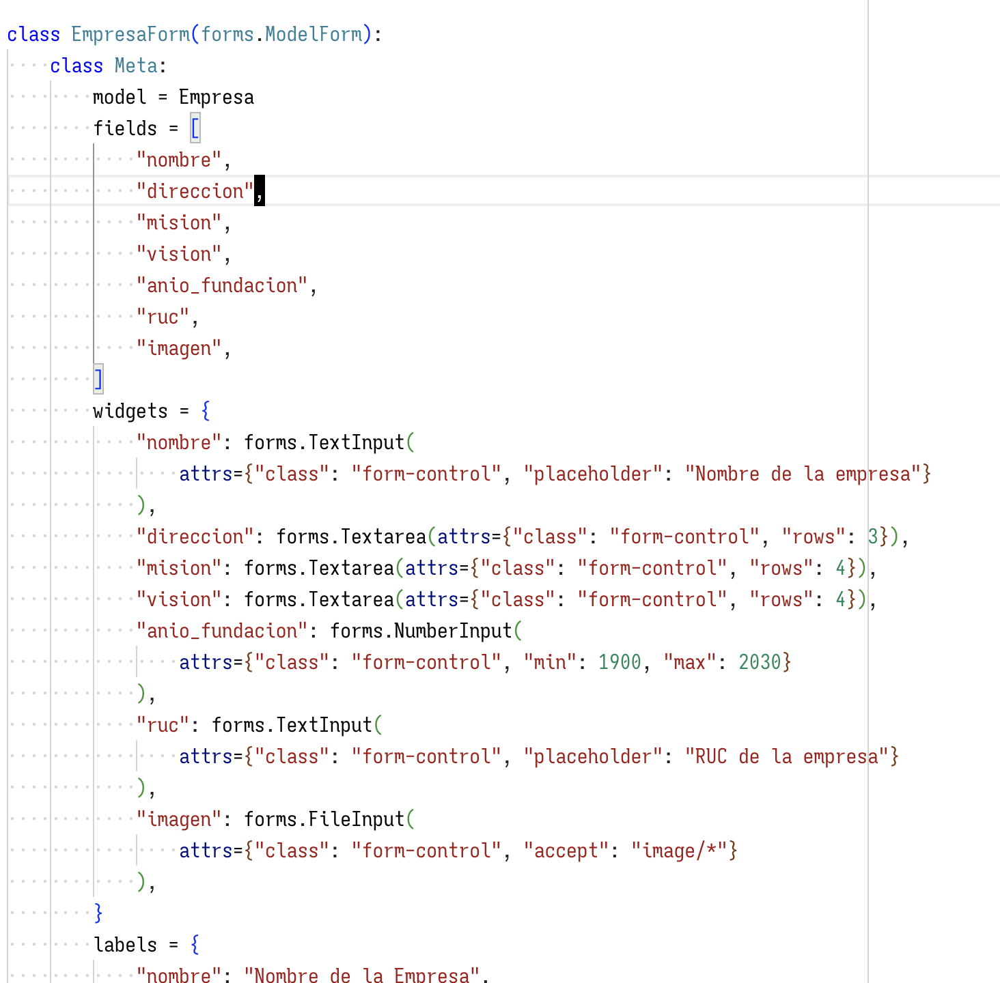 class EmpresaForm(forms.ModelForm):
    class Meta:
        model = Empresa
        fields = [
            "nombre",
            "direccion",
            "mision",
            "vision",
            "anio_fundacion",
            "ruc",
            "imagen",
        ]
        widgets = {
            "nombre": forms.TextInput(
                attrs={"class": "form-control", "placeholder": "Nombre de la empresa"}
            ),
            "direccion": forms.Textarea(attrs={"class": "form-control", "rows": 3}),
            "mision": forms.Textarea(attrs={"class": "form-control", "rows": 4}),
            "vision": forms.Textarea(attrs={"class": "form-control", "rows": 4}),
            "anio_fundacion": forms.NumberInput(
                attrs={"class": "form-control", "min": 1900, "max": 2030}
            ),
            "ruc": forms.TextInput(
                attrs={"class": "form-control", "placeholder": "RUC de la empresa"}
            ),
            "imagen": forms.FileInput(
                attrs={"class": "form-control", "accept": "image/*"}
            ),
        }
        labels = {
            "nombre": "Nombre de la Empresa",